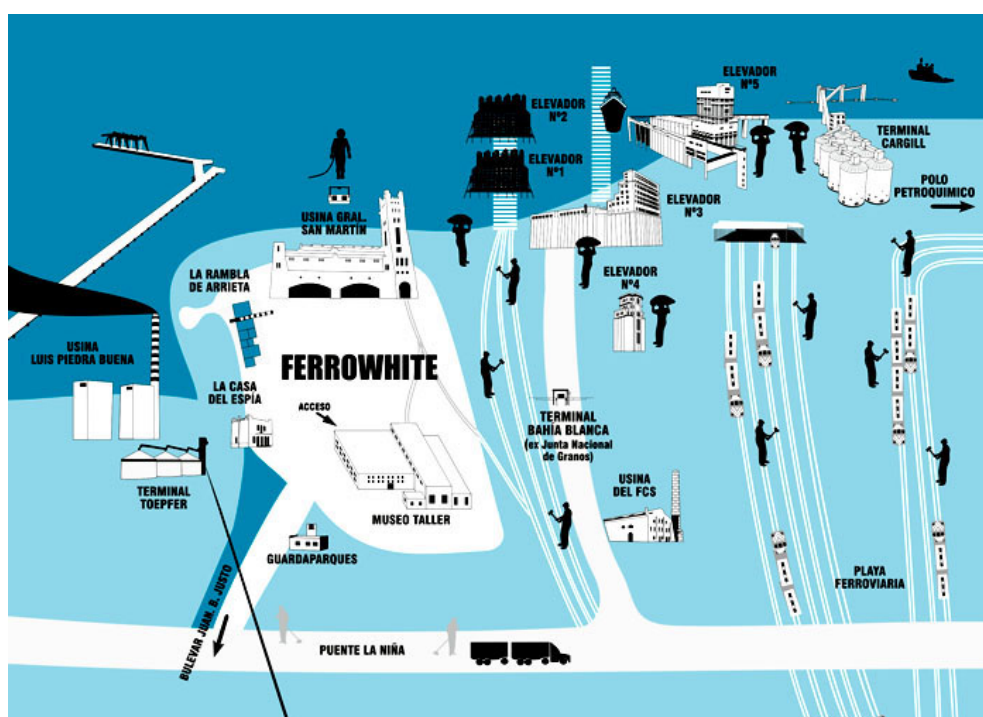 ELEVADOR
Nº5
ELEVADOR
Nº2
TERMINAL
CARGILL
ELEVADOR
Nº1
POLO
PETROQUIMICO
USINA GRAL.
SAN MARTÍN
ELEVADOR
Nº3
LA RAMBLA
DE ARRIETA
ELEVADOR
Nº4
USINA
LUIS PIEDRA BUENA
FERROWHITE
LA CASA
DEL ESPÍA
ACCESO
TERMINAL
BAHÍA BLANCA
(ex Junta Nacional
de Granos)
TERMINAL
TOEPFER
USINA
DEL FCS
MUSEO TALLER
GUARDAPARQUES
PLAYA
FERROVIARIA
BULEVAR JUAN. B. JUSTO
PUENTE LA NIÑA